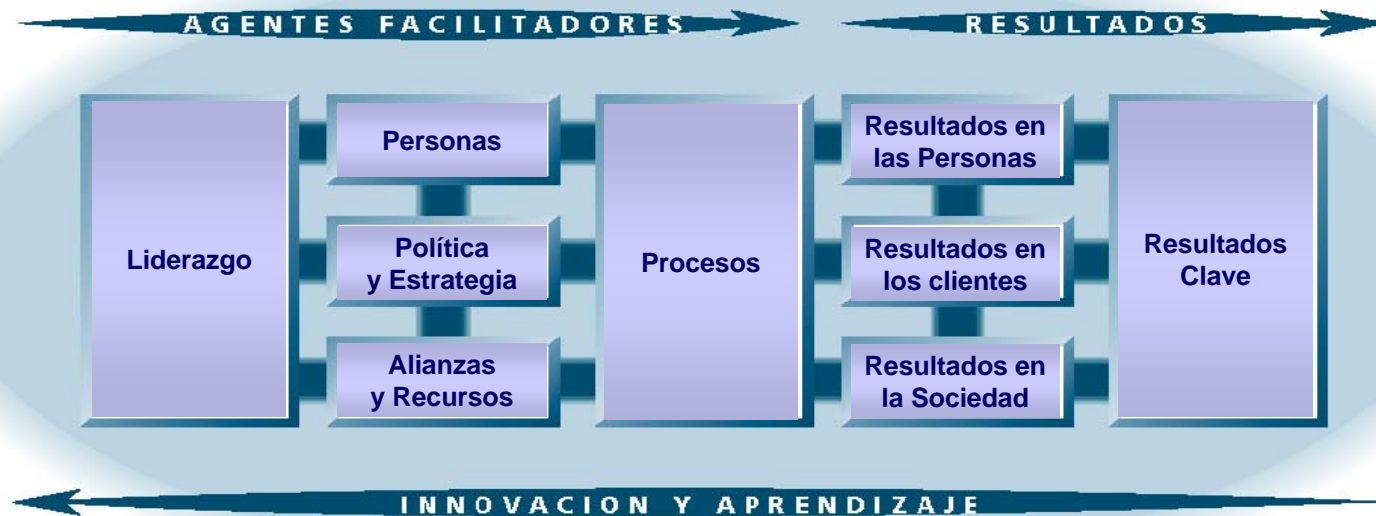 AGENTES FACILITADORES
RESULTADOS
Liderazgo
Personas
Política
y Estrategia
Alianzas
y Recursos
Procesos
Resultados en
las Personas
Resultados en
los clientes
Resultados en
la Sociedad
Resultados
Clave
INNOVACION Y APRENDIZAJE